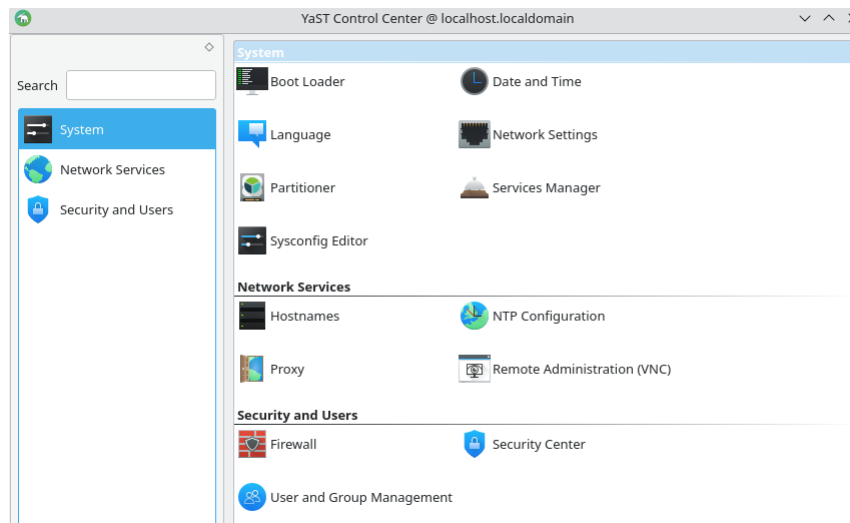 YaST Control Center @ localhost.localdomain
Search
System
Network Services
Security and Users
System
Boot Loader
Date and Time
Language
Network Settings
Partitioner
Services Manager
Sysconfig Editor
Network Services
Hostnames
NTP Configuration
Proxy
Remote Administration (VNC)
Security and Users
Firewall
Security Center
User and Group Management